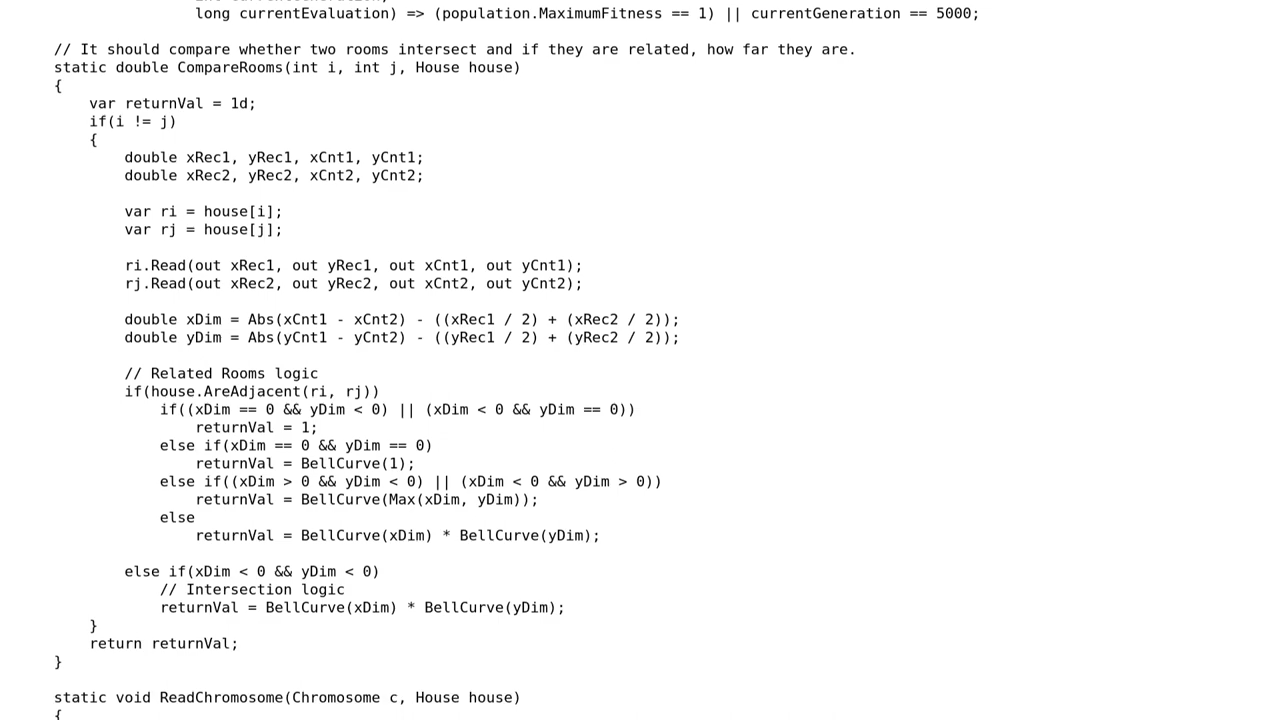 long currentEvaluation) => (population.MaximumFitness == 1) || currentGeneration == 5000;
// It should compare whether two rooms intersect and if they are related, how far they are.
static double CompareRooms(int i, int j, House house)
{
var returnVal = 1d;
if(i != j)
{
double xRec1, yRec1, xCnt1, yCnt1;
double xRec2, yRec2, xCnt2, yCnt2;
var ri = house[i];
var rj = house[j];
ri.Read(out xRec1, out yRec1, out xCnt1, out yCnt1);
rj.Read(out xRec2, out yRec2, out xCnt2, out yCnt2);
double xDim = Abs(xCnt1 - xCnt2) - ((xRec1 / 2) + (xRec2 / 2));
double yDim = Abs(yCnt1 - yCnt2) - ((yRec1 / 2) + (yRec2 / 2));
// Related Rooms logic
if(house.AreAdjacent(ri, rj))
if((xDim == 0 && yDim < 0) || (xDim < 0 && yDim == 0))
returnVal = 1;
else if(xDim == 0 && yDim == 0)
returnVal = BellCurve(1);
else if((xDim > 0 && yDim < 0) || (xDim < 0 && yDim > 0))
returnVal = BellCurve(Max(xDim, yDim));
else
returnVal = BellCurve(xDim) * BellCurve(yDim);
else if(xDim < 0 && yDim < 0)
// Intersection logic
returnVal = BellCurve(xDim) * BellCurve(yDim);
}
return returnVal;
}
static void ReadChromosome(Chromosome c, House house)
{